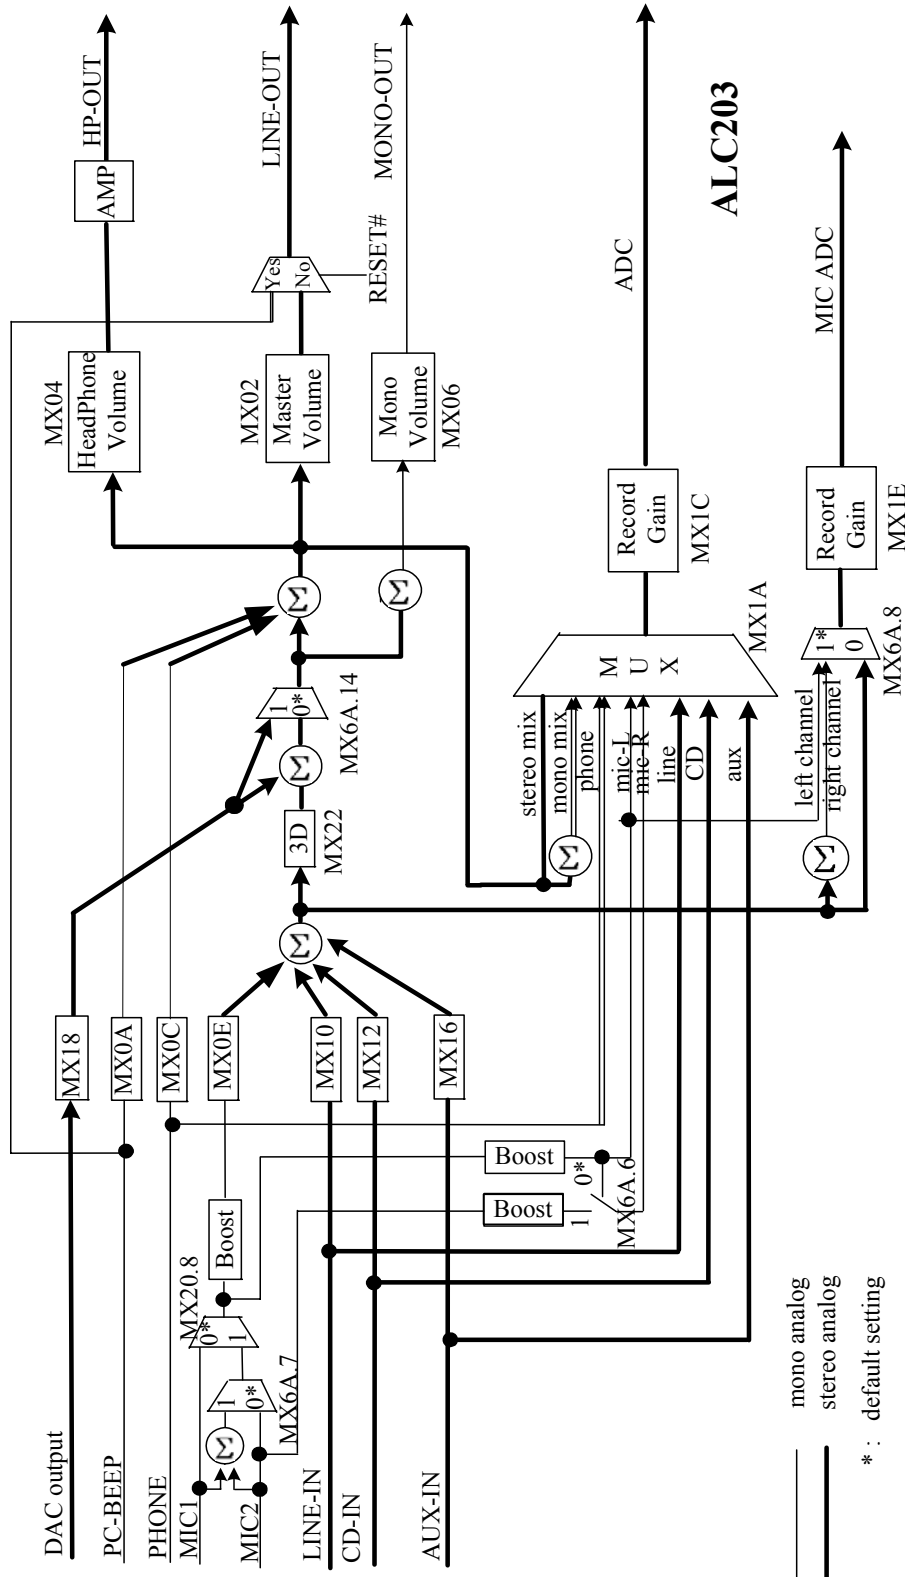 DAC output
PC-BEEP
PHONE
MIC1
MIC2
LINE-IN
CD-IN
AUX-IN
Σ
1
0*
MX6A.7
MX20.8
0*
1
Boost
MX18
MX0A
MX0C
MX0E
MX10
MX12
MX16
Boost
Boost
0*
1
MX6A.6
Σ
3D
MX22
Σ
1
0*
MX6A.14
Σ
Σ
MX04
HeadPhone
Volume
MX02
Master
Volume
Mono
Volume
MX06
AMP
Yes
No
RESET#
HP-OUT
LINE-OUT
MONO-OUT
Σ
stereo mix
mono mix
phone
mic-L
mic-R
line
CD
aux
M
U
X
MX1A
Record
Gain
MX1C
ADC
Σ
left channel
right channel
1*
0
MX6A.8
Record
Gain
MX1E
MIC ADC
ALC203
mono analog
stereo analog
* : default setting